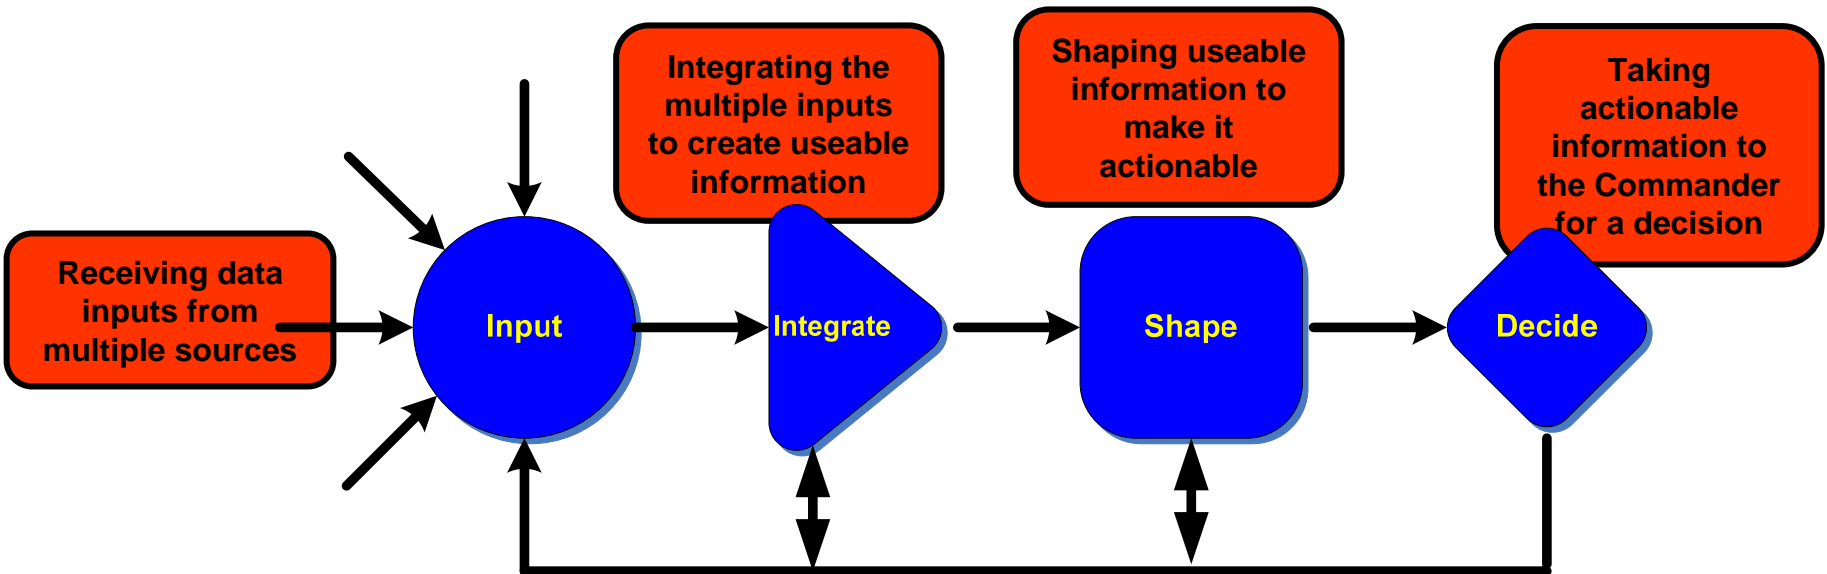 Receiving data
inputs from
multiple sources
Input
Integrating the
multiple inputs
to create useable
information
Integrate
Shaping useable
information to
make it
actionable
Shape
Taking
actionable
information to
the Commander
for a decision
Decide